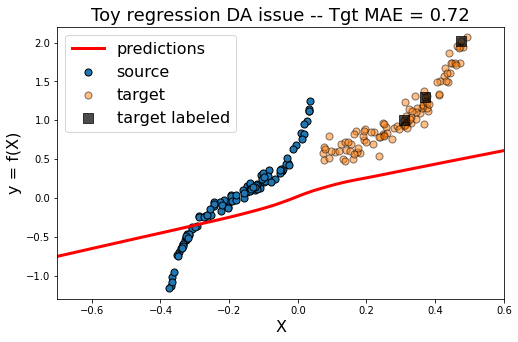 Toy regression DA issue -- Tgt MAE = 0.72
predictions
source
target
target labeled
y = f(X)
2.0
1.5
1.0
0.5
0.0
−0.5
−1.0
−0.6
−0.4
−0.2
0.0
0.2
0.4
0.6
X